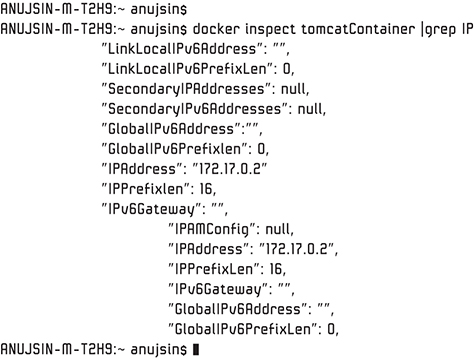 ANUJSIN-M-T2H9:~ anujsin$
ANUJSIN-M-T2H9:~ anujsin$ docker inspect tomcatContainer |grep IP
"LinkLocalIPv6Address": "",
"LinkLocalIPv6PrefixLen": 0,
"SecondaryIPAddresses": null,
"SecondaryIPv6Addresses": null,
"GlobalIPv6Address":"",
"GlobalIPv6Prefixlen": 0,
"IPAddress": "172.17.0.2"
"IPPrefixlen": 16,
"IPv6Gateway": "",
"IPAMConfig": null,
"IPAddress": "172.17.0.2",
"IPPrefixLen": 16,
"IPv6Gateway": "",
"GlobalIPv6Address": "",
"GlobalIPv6PrefixLen": 0,
ANUJSIN-M-T2H9:~ anujsin$